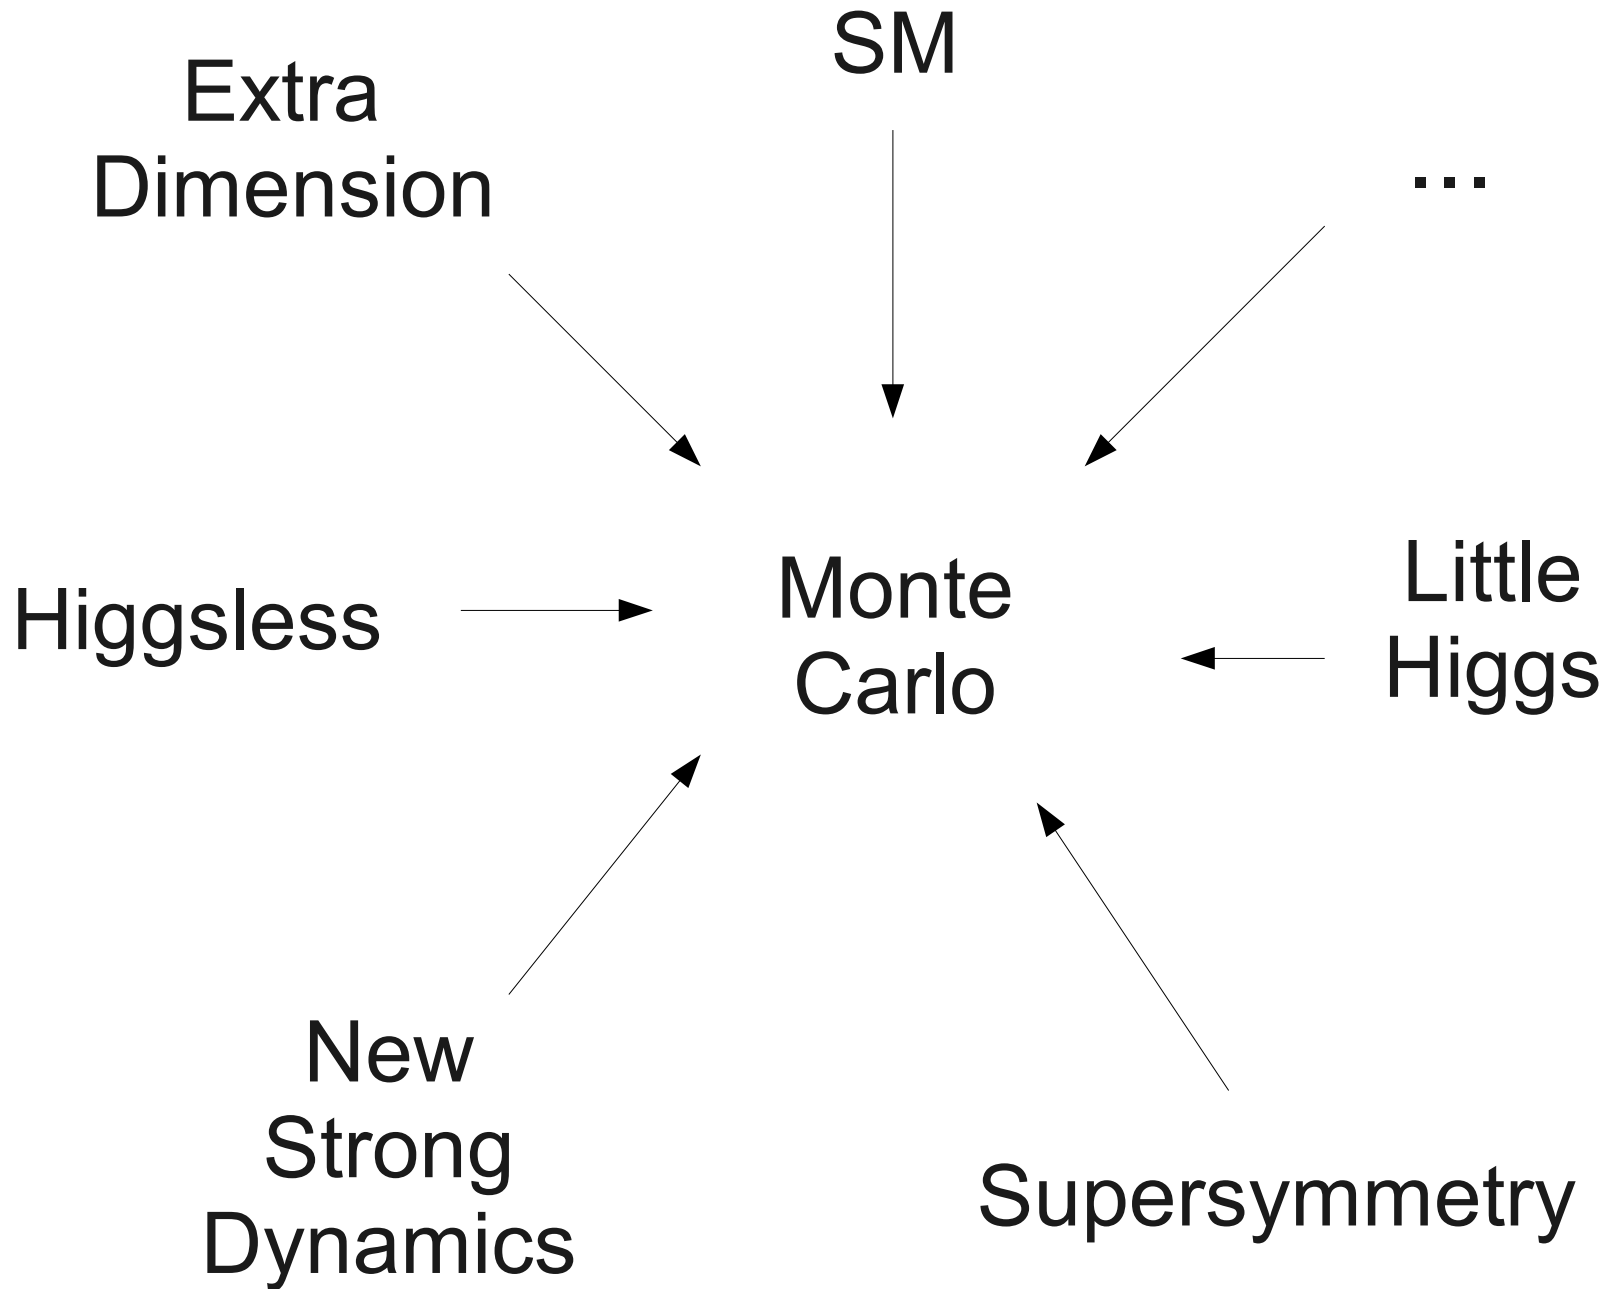 SM
Extra
Dimension
...
Higgsless
Monte
Carlo
Little
Higgs
New
Strong
Dynamics
Supersymmetry